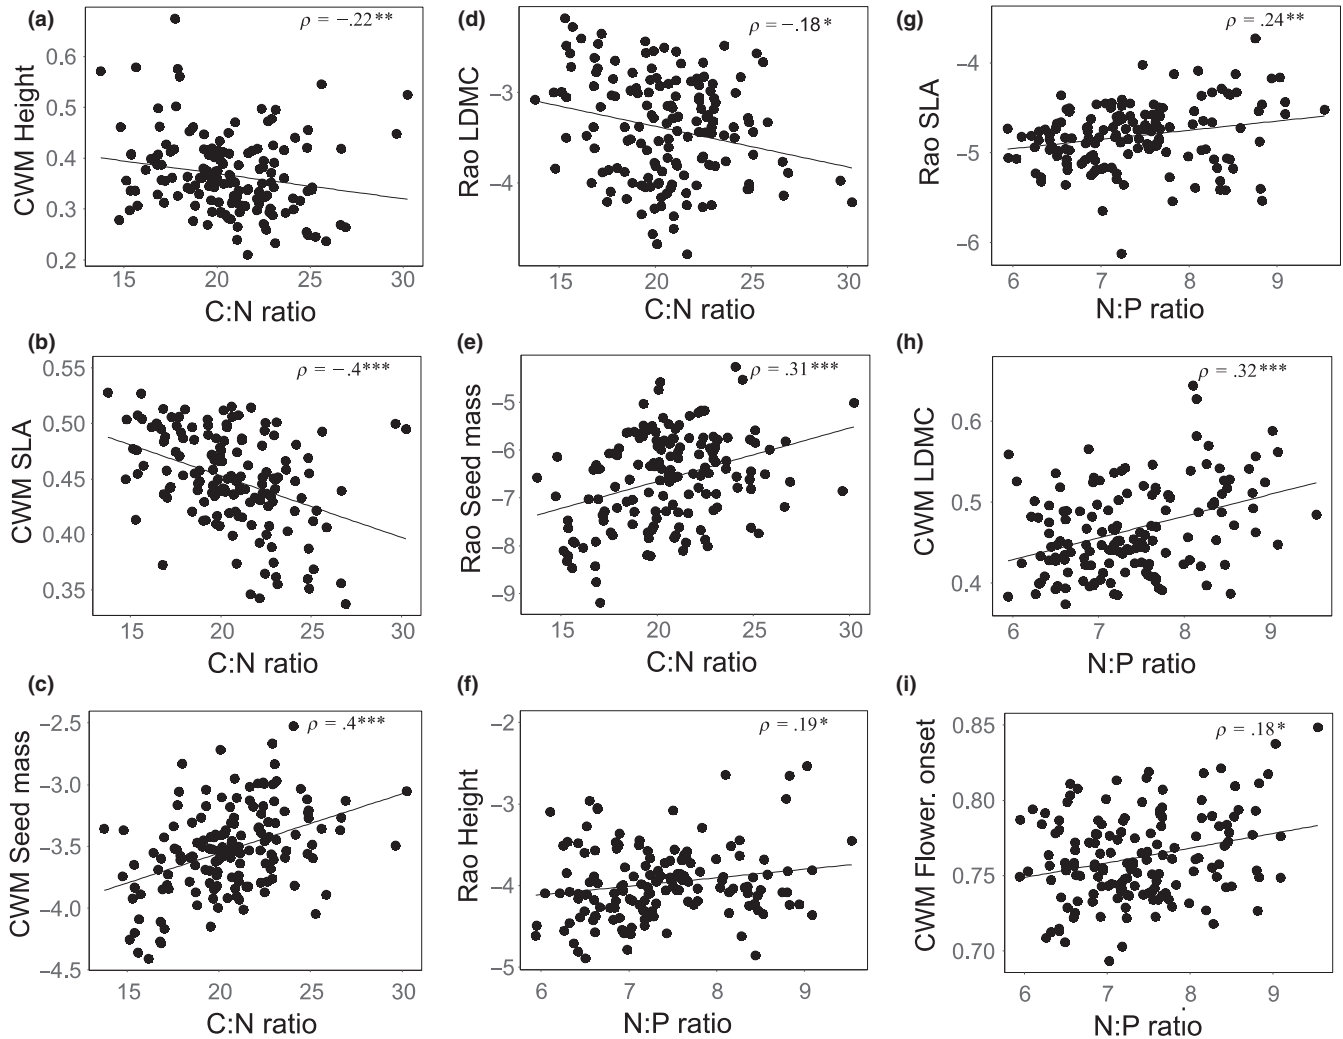 (a)
ρ = −.22**
CWM Height
0.6
0.5
0.4
0.3
0.2
15 20 25 30
C:N ratio
(d)
ρ = −.18*
Rao LDMC
−3
−4
15 20 25 30
C:N ratio
(g)
ρ = .24**
Rao SLA
−4
−5
−6
6 7 8 9
N:P ratio
(b)
ρ = −.4***
CWM SLA
0.55
0.50
0.45
0.40
0.35
15 20 25 30
C:N ratio
(e)
ρ = .31***
Rao Seed mass
−5
−6
−7
−8
−9
15 20 25 30
C:N ratio
(h)
ρ = .32***
CWM LDMC
0.6
0.5
0.4
6 7 8 9
N:P ratio
(c)
ρ = .4***
CWM Seed mass
−2.5
−3.0
−3.5
−4.0
−4.5
15 20 25 30
C:N ratio
(f)
ρ = .19*
Rao Height
−2
−3
−4
−5
6 7 8 9
N:P ratio
(i)
ρ = .18*
CWM Flower. onset
0.85
0.80
0.75
0.70
6 7 8 9
N:P ratio